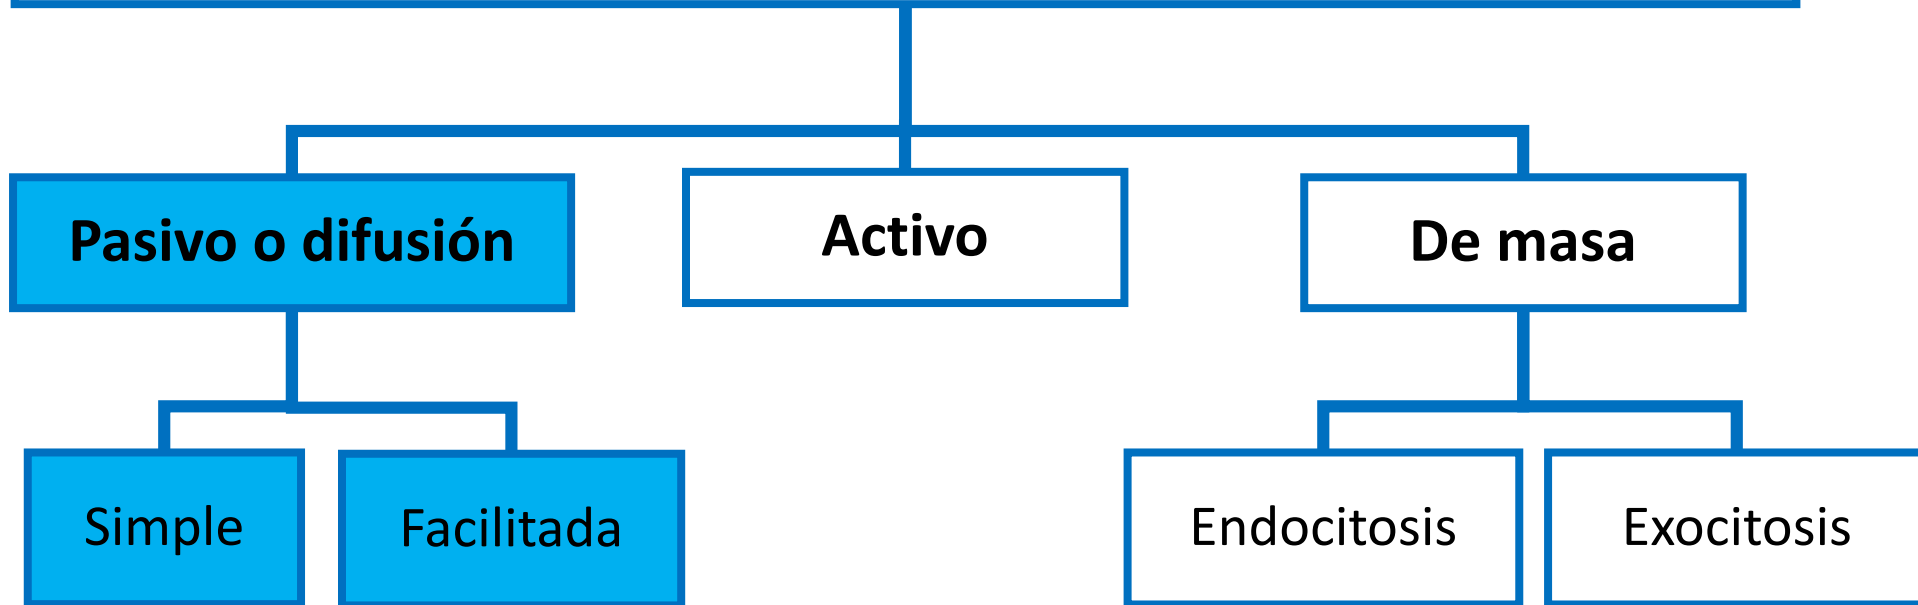 Pasivo o difusión
Activo
De masa
Simple
Facilitada
Endocitosis
Exocitosis